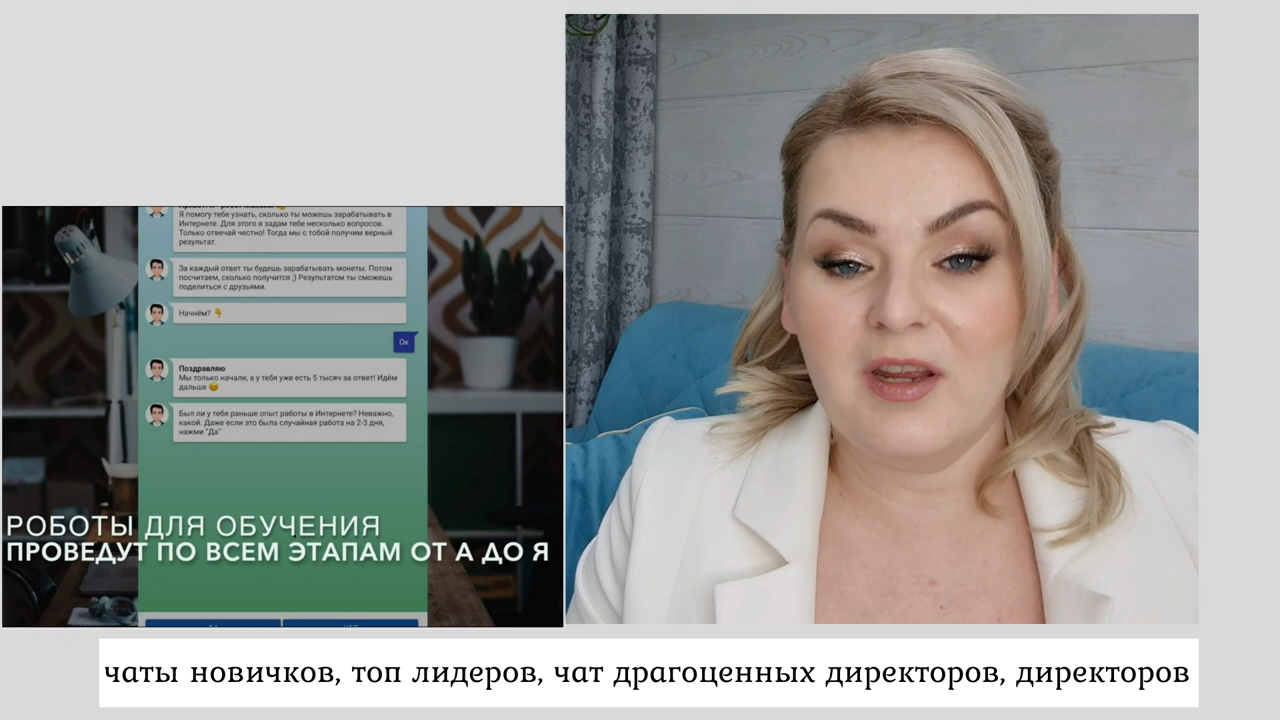 Я помогу тебе узнать, сколько ты можешь зарабатывать в
Интернете. Для этого я задам тебе несколько вопросов.
Только отвечай честно! Тогда мы с тобой получим верный
результат.
За каждый ответ ты будешь зарабатывать монеты. Потом
посчитаем, сколько получится ;) Результатом ты сможешь
поделиться с друзьями.
Начнём? 👇
Ок
Поздравляю
Мы только начали, а у тебя уже есть 5 тысяч за ответ! Идём
дальше 😉
Был ли у тебя раньше опыт работы в Интернете? Неважно,
какой. Даже если это была случайная работа на 2-3 дня,
нажми "Да"
РОБОТЫ ДЛЯ ОБУЧЕНИЯ
ПРОВЕДУТ ПО ВСЕМ ЭТАПАМ ОТ А ДО Я
чаты новичков, топ лидеров, чат драгоценных директоров, директоров